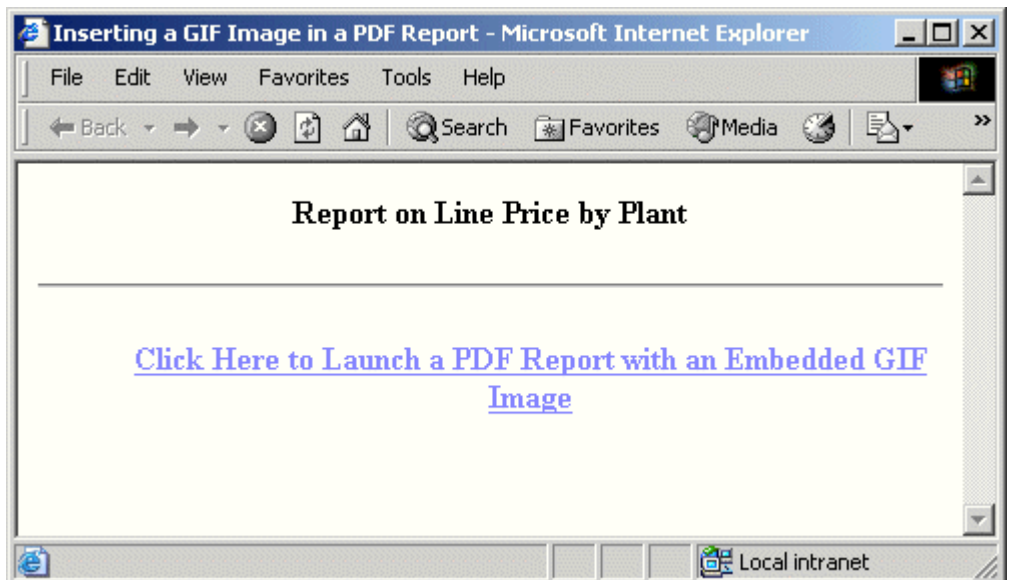 Inserting a GIF Image in a PDF Report - Microsoft Internet Explorer
File Edit View Favorites Tools Help
Back Search Favorites Media »
Report on Line Price by Plant
Click Here to Launch a PDF Report with an Embedded GIF
Image
Local intranet